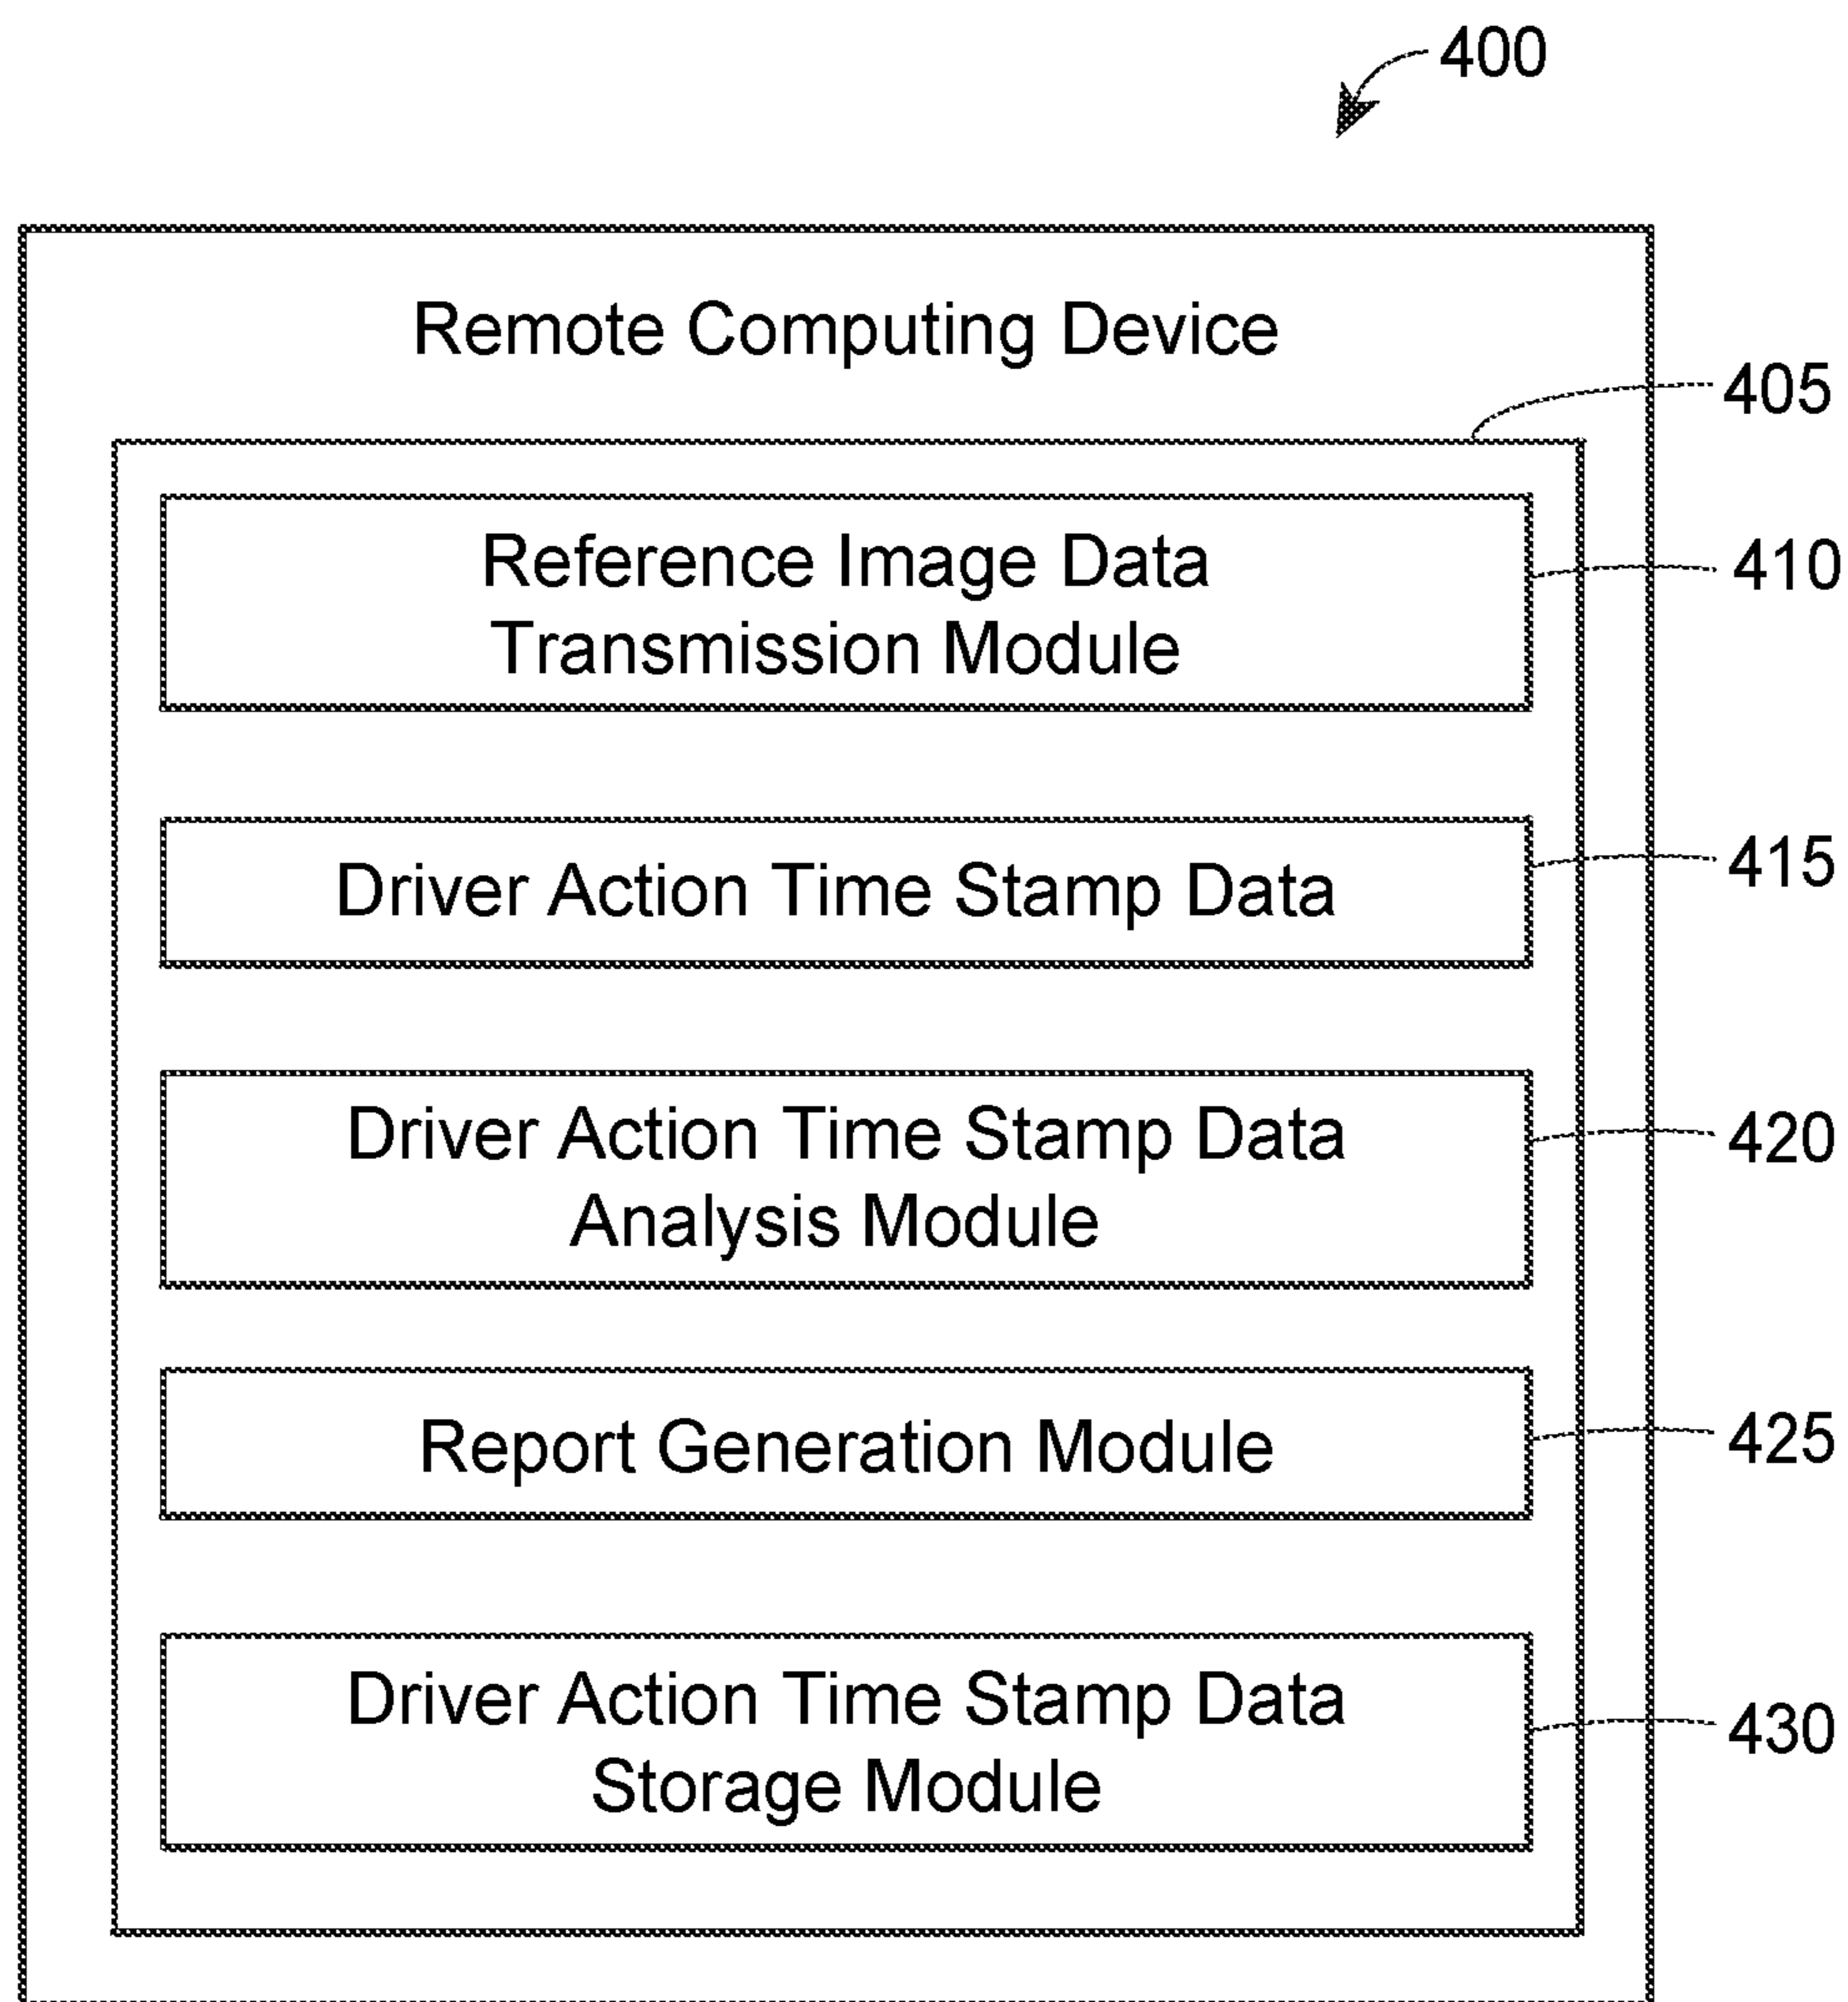 400
Remote Computing Device
405
Reference Image Data
Transmission Module
410
Driver Action Time Stamp Data
415
Driver Action Time Stamp Data
Analysis Module
420
Report Generation Module
425
Driver Action Time Stamp Data
Storage Module
430